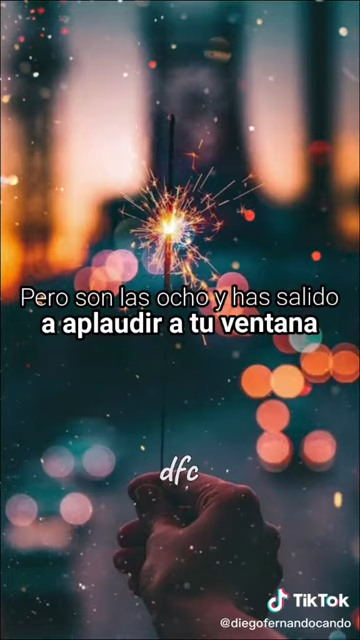 Pero son las ocho y has salido
a aplaudir a tu ventana
dfc
TikTok
@diegofernandocando